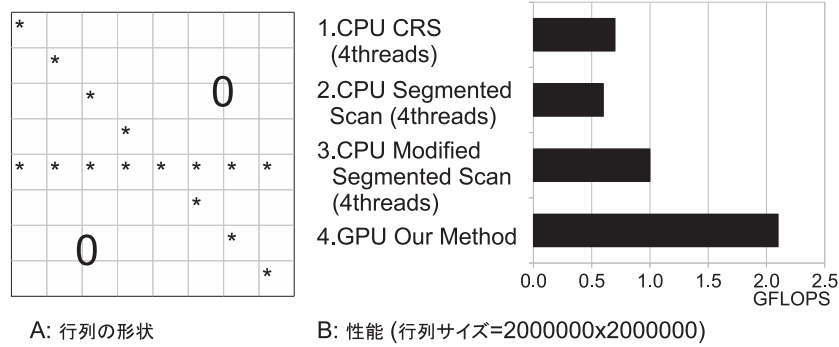 *
*
*
*
* * * * * * * *
*
*
*
0
0
A: 行列の形状
1.CPU CRS
(4threads)
2.CPU Segmented
Scan (4threads)
3.CPU Modified
Segmented Scan
(4threads)
4.GPU Our Method
0.0 0.5 1.0 1.5 2.0 2.5
GFLOPS
B: 性能 (行列サイズ=2000000x2000000)